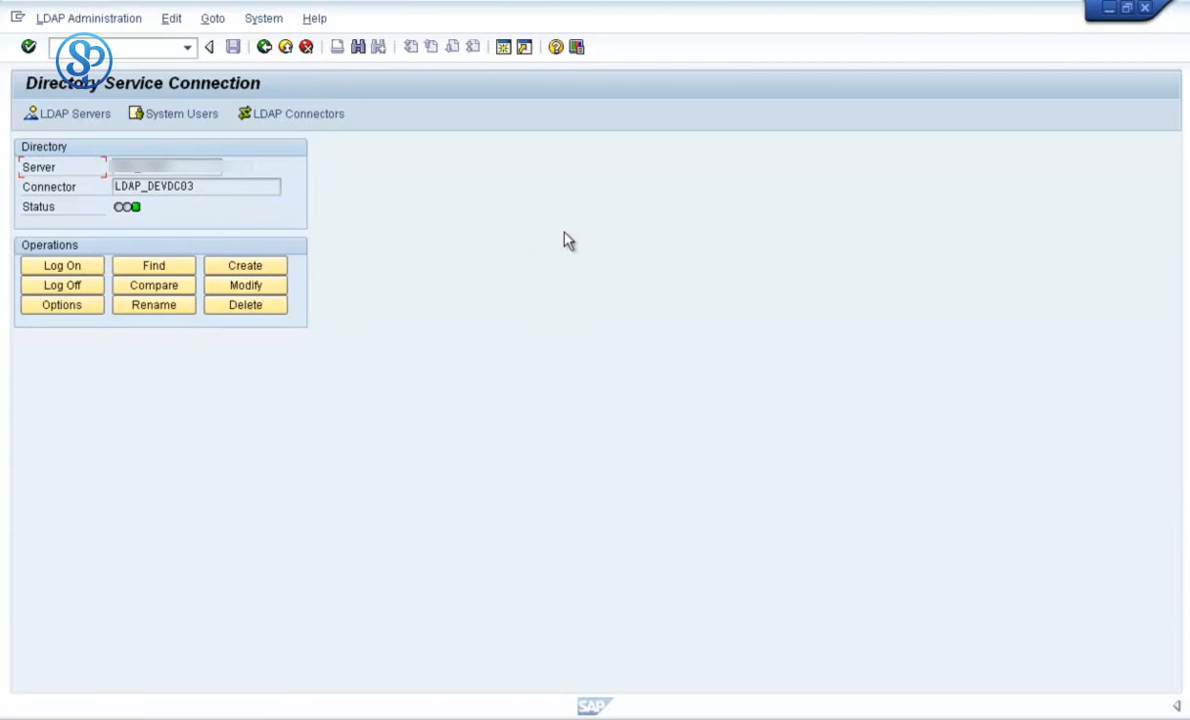 LDAP Administration Edit Goto System Help
SP
Directory Service Connection
LDAP Servers System Users LDAP Connectors
Directory
Server
Connector LDAP_DEVDC03
Status
Operations
Log On Find Create
Log Off Compare Modify
Options Rename Delete
SAP